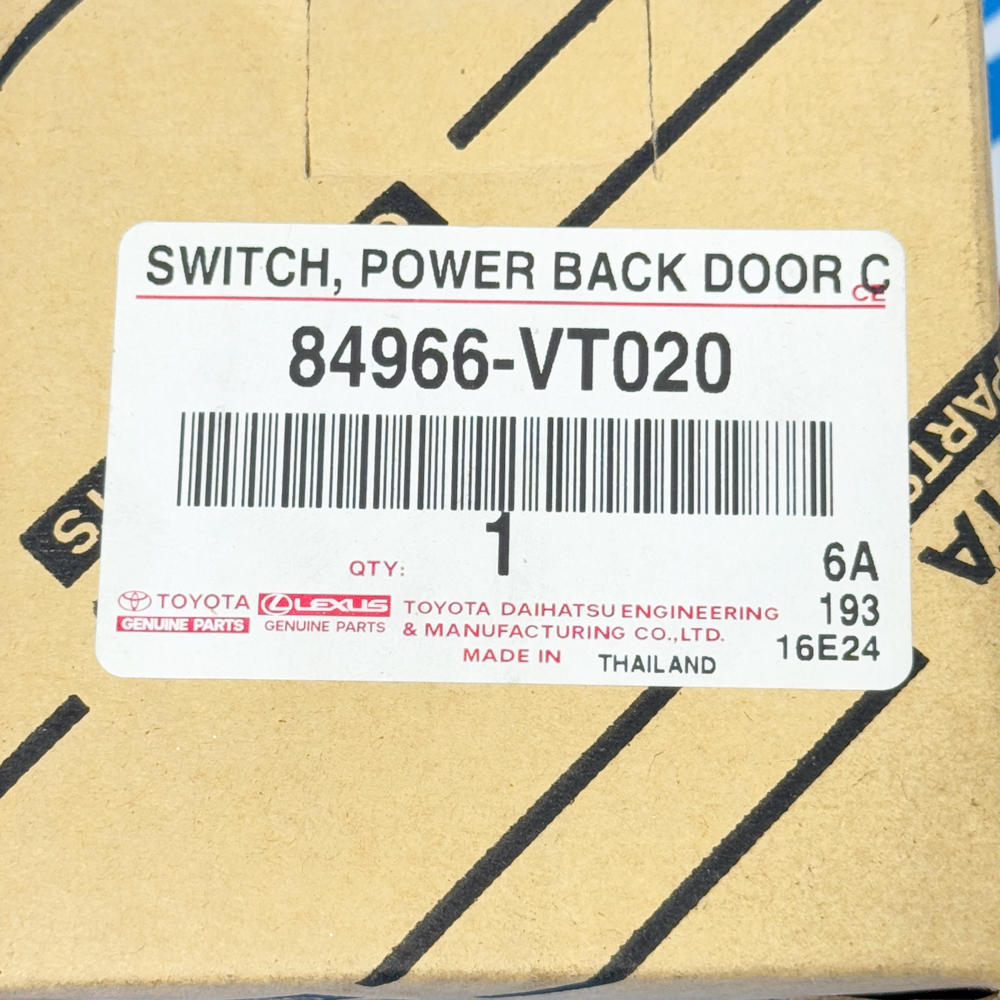 SWITCH, POWER BACK DOOR C
CE
84966-VT020
1
QTY:
6A
193
16E24
TOYOTA
GENUINE PARTS
LEXUS
GENUINE PARTS
TOYOTA DAIHATSU ENGINEERING
& MANUFACTURING CO.,LTD.
MADE IN THAILAND
PARTS